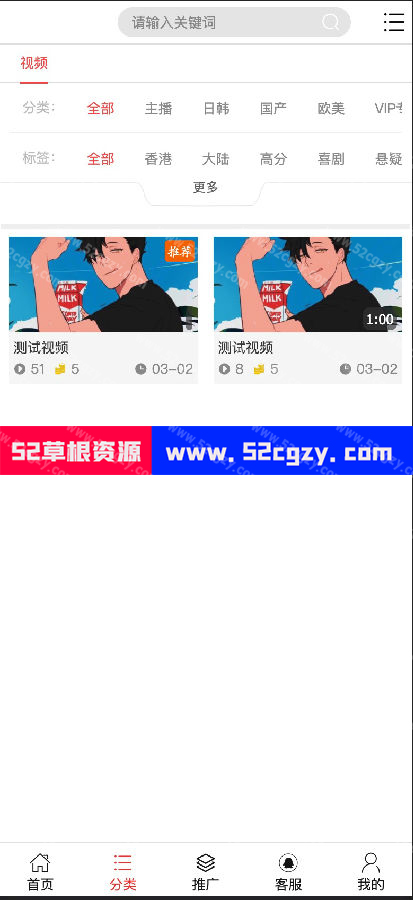 请输入关键词
视频
分类: 全部 主播 日韩 国产 欧美 VIP专
标签: 全部 香港 大陆 高分 喜剧 悬疑
更多
MILK
MILK
推荐
MILK
MILK
1:00
测试视频 测试视频
51 5 03-02 8 5 03-02
52草根资源 www.52cgzy.com
首页 分类 推广 客服 我的